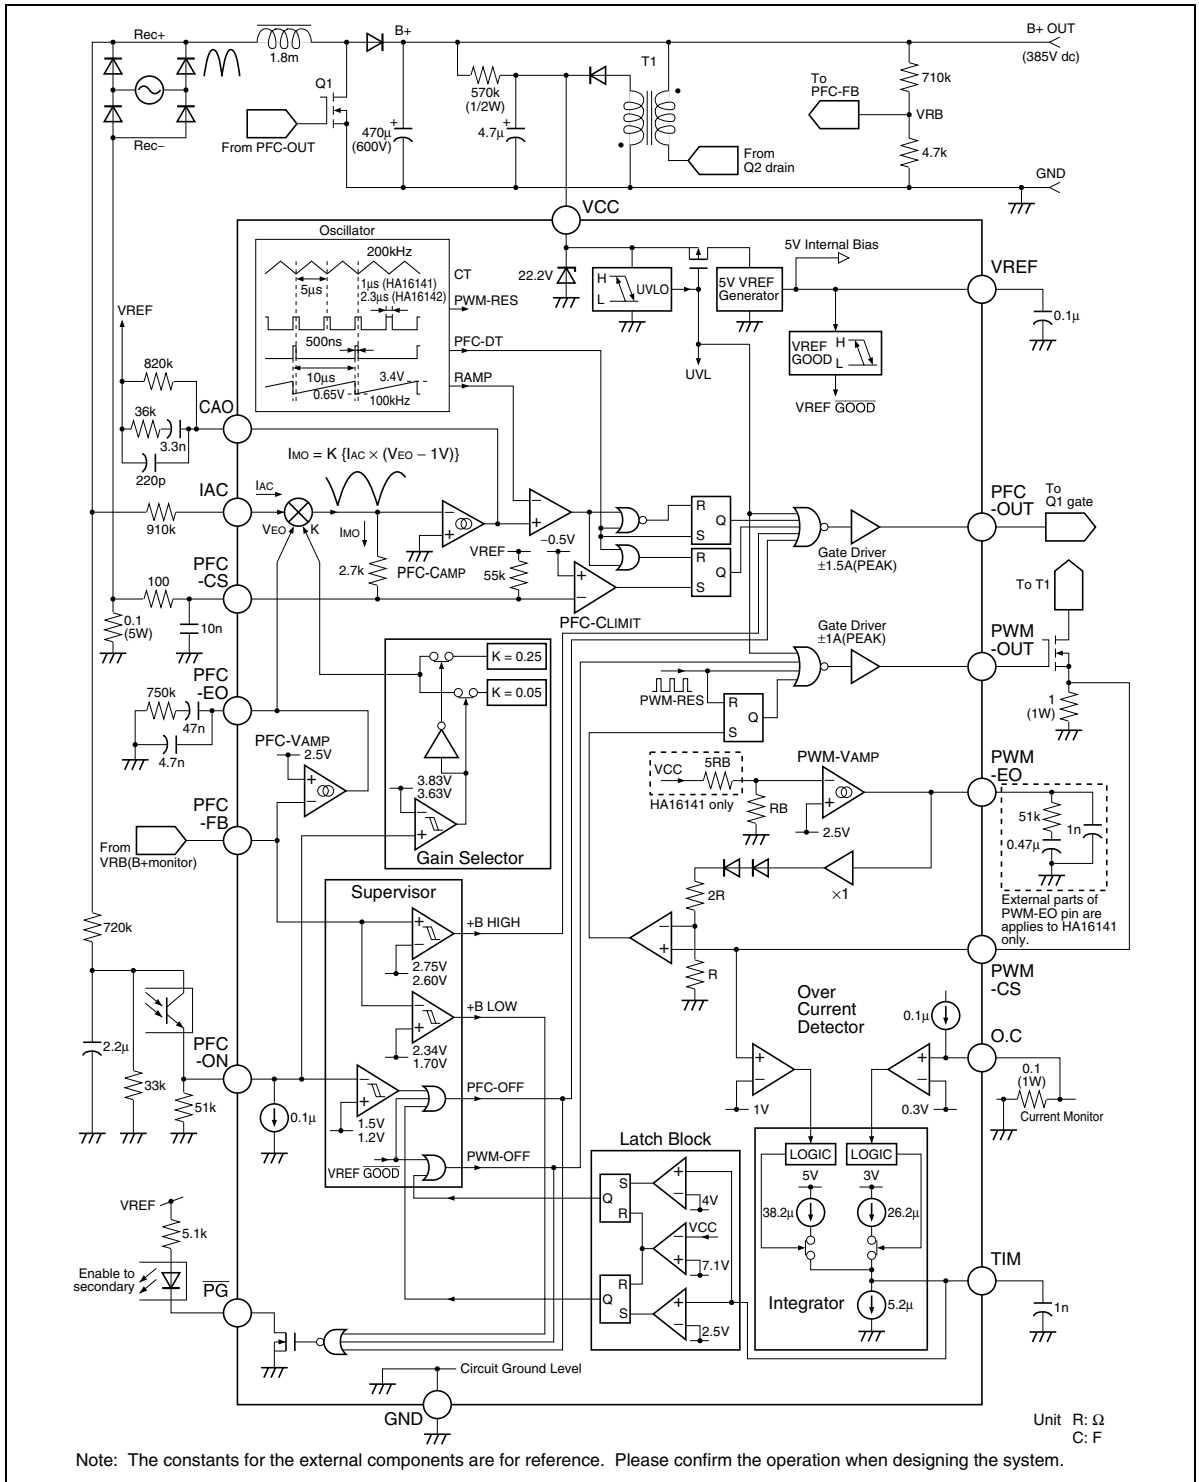 Rec+
1.8m
B+
B+ OUT
(385V dc)
Q1
From PFC-OUT
Rec−
470μ
(600V)
570k
(1/2W)
4.7μ
T1
From
Q2 drain
To
PFC-FB
710k
VRB
4.7k
GND
VCC
Oscillator
200kHz
5μs
1μs (HA16141)
2.3μs (HA16142)
500ns
10μs
3.4V
0.65V
100kHz
CT
PWM-RES
PFC-DT
RAMP
22.2V
H
L
UVLO
UVL
5V VREF
Generator
5V Internal Bias
VREF
GOOD
H
L
VREF GOOD
VREF
0.1μ
VREF
820k
36k
3.3n
220p
CAO
IAC
910k
IAC
VEO
K
IMO = K {IAC × (VEO − 1V)}
IMO
2.7k
PFC-CAMP
VREF
55k
−0.5V
PFC-CLIMIT
R
Q
S
R
Q
S
Gate Driver
±1.5A(PEAK)
PFC
-OUT
To
Q1 gate
PFC
-CS
100
0.1
(5W)
10n
To T1
Gate Driver
±1A(PEAK)
PWM
-OUT
1
(1W)
PWM-RES
R
Q
S
K = 0.25
K = 0.05
3.83V
3.63V
Gain Selector
PFC
-EO
750k
47n
4.7n
PFC-VAMP
2.5V
PFC
-FB
From
VRB(B+monitor)
VCC
5RB
HA16141 only
RB
PWM-VAMP
2.5V
PWM
-EO
51k
0.47μ
1n
External parts of
PWM-EO pin are
applies to HA16141
only.
×1
2R
R
PWM
-CS
Supervisor
+B HIGH
2.75V
2.60V
+B LOW
2.34V
1.70V
PFC-OFF
1.5V
1.2V
VREF GOOD
PWM-OFF
720k
2.2μ
33k
51k
PFC
-ON
0.1μ
Over
Current
Detector
0.1μ
O.C
0.1
(1W)
Current Monitor
1V
0.3V
Latch Block
S
Q
R
4V
VCC
7.1V
R
Q
S
2.5V
LOGIC
LOGIC
5V
3V
38.2μ
26.2μ
Integrator
5.2μ
TIM
1n
VREF
5.1k
Enable to
secondary
PG
Circuit Ground Level
GND
Unit R: Ω
C: F
Note: The constants for the external components are for reference. Please confirm the operation when designing the system.